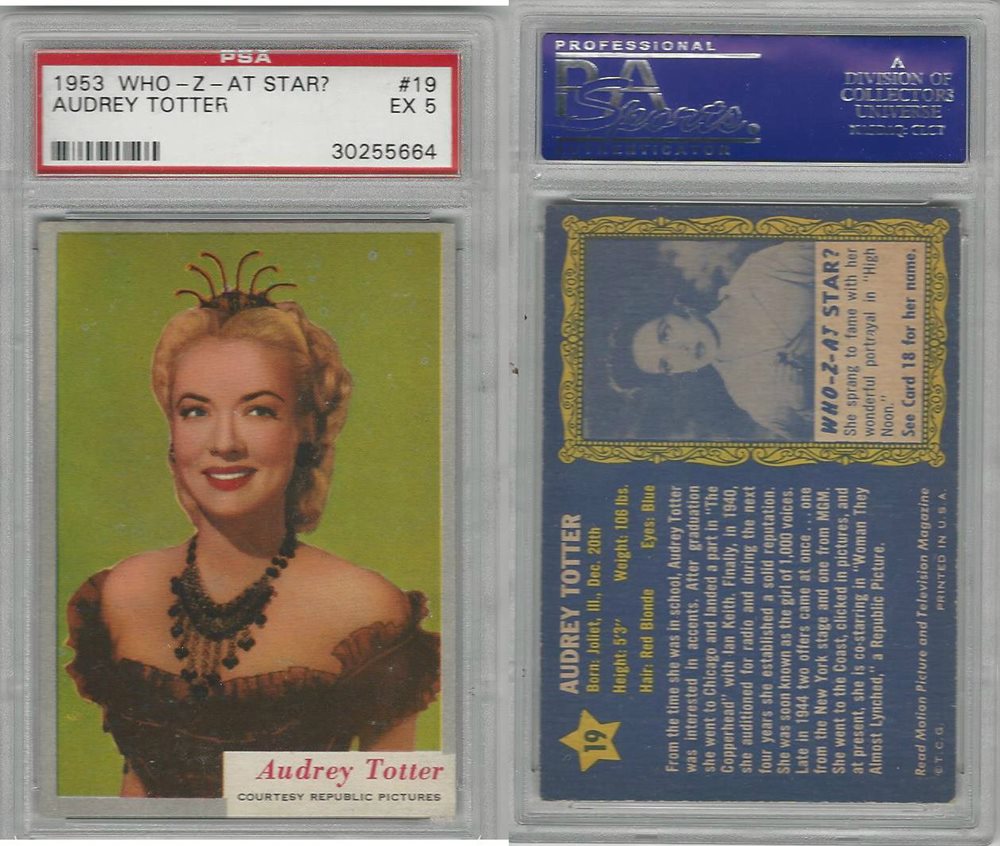 PSA
1953 WHO-Z-AT STAR? #19
AUDREY TOTTER EX 5
30255664
Audrey Totter
COURTESY REPUBLIC PICTURES
PROFESSIONAL
PSA
Sports.
AUTHENTICATOR
A
DIVISION OF
COLLECTORS
UNIVERSE
NASDAQ: CLCT
19
AUDREY TOTTER
Born: Joliet, Ill., Dec. 20th
Height: 5'3" Weight: 106 lbs.
Hair: Red Blonde Eyes: Blue
From the time she was in school, Audrey Totter
was interested in accents. After graduation
she went to Chicago and landed a part in "The
Copperhead" with Ian Keith. Finally, in 1940,
she auditioned for radio and during the next
four years she established a solid reputation.
She was soon known as the girl of 1,000 voices.
Late in 1944 two offers came at once . . . one
from the New York stage and one from MGM.
She went to the Coast, clicked in pictures, and
at present, she is co-staring in "Woman They
Almost Lynched," a Republic Picture.
Read Motion Picture and Television Magazine
© T. C. G. PRINTED IN U. S. A.
WHO-Z-AT STAR?
She sprang to fame with her
wonderful portrayal in "High
Noon."
See Card 18 for her name.